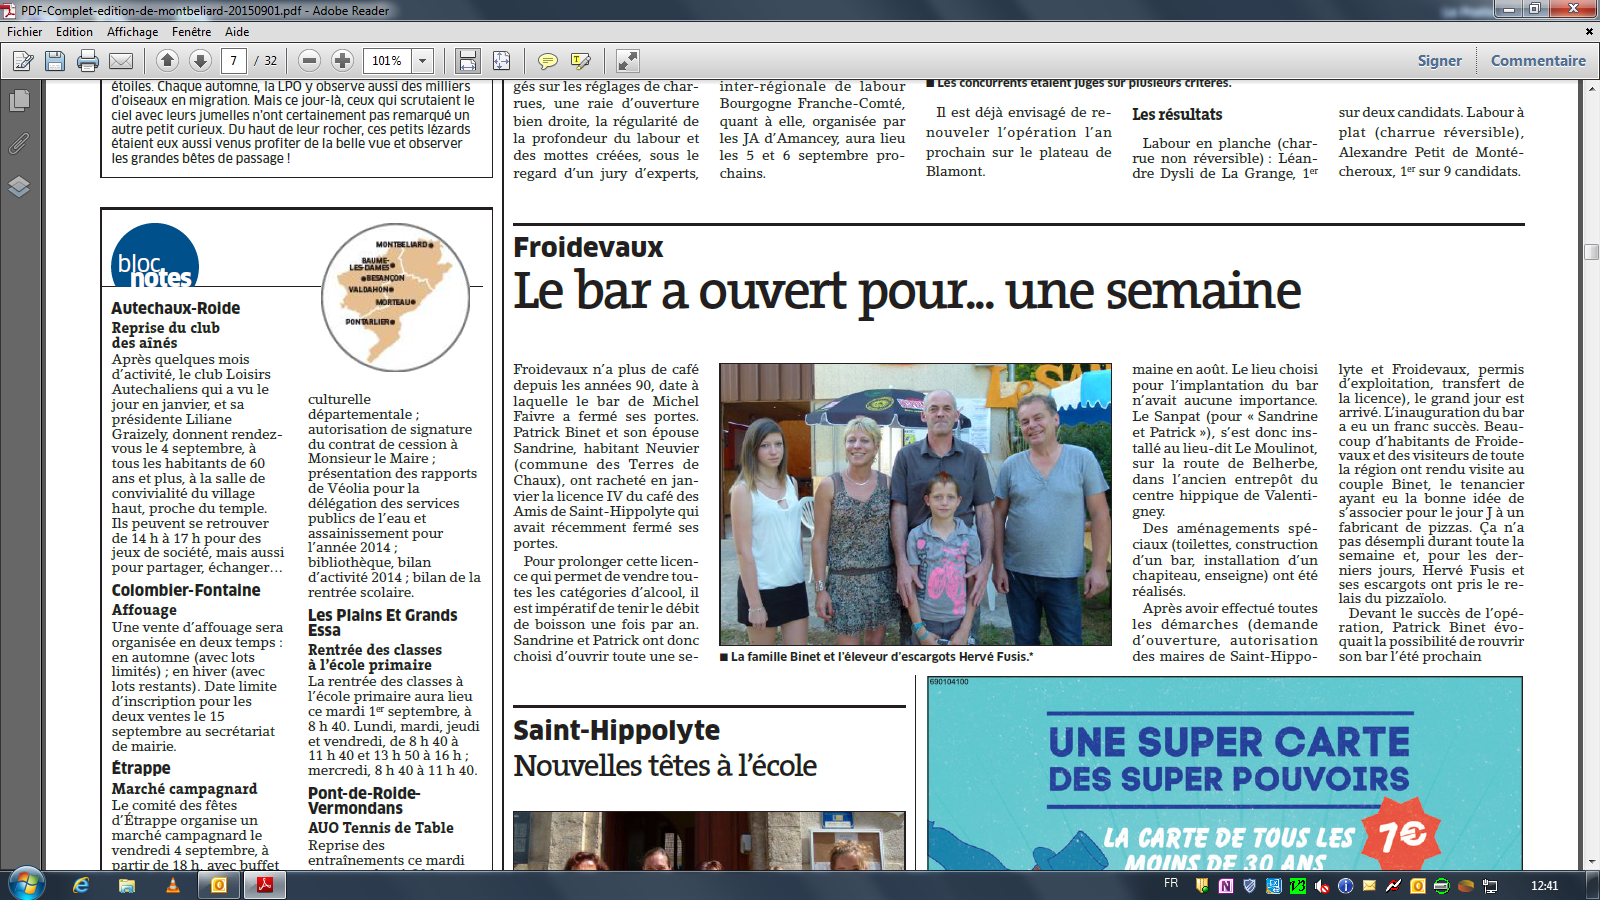 PDF-Complet-edition-de-montbeliard-20150901.pdf - Adobe Reader
Fichier Edition Affichage Fenêtre Aide
7 / 32 101% Signer Commentaire
étoiles. Chaque automne, la LPO y observe aussi des milliers
d'oiseaux en migration. Mais ce jour-là, ceux qui scrutaient le
ciel avec leurs jumelles n'ont certainement pas remarqué un
autre petit curieux. Du haut de leur rocher, ces petits lézards
étaient eux aussi venus profiter de la belle vue et observer
les grandes bêtes de passage !
gés sur les réglages de char-
rues, une raie d'ouverture
bien droite, la régularité de
la profondeur du labour et
des mottes créées, sous le
regard d'un jury d'experts,
inter-régionale de labour
Bourgogne Franche-Comté,
quant à elle, organisée par
les JA d'Amancey, aura lieu
les 5 et 6 septembre pro-
chains.
■ Les concurrents étaient jugés sur plusieurs critères.
Il est déjà envisagé de re-
nouveler l'opération l'an
prochain sur le plateau de
Blamont.
Les résultats
Labour en planche (char-
rue non réversible) : Léan-
dre Dysli de La Grange, 1er
sur deux candidats. Labour à
plat (charrue réversible),
Alexandre Petit de Monté-
cheroux, 1er sur 9 candidats.
bloc
notes
MONTBELIARD
BAUME-
LES-DAMES
BESANÇON
VALDAHON
MORTEAU
PONTARLIER
Autechaux-Roide
Reprise du club
des aînés
Après quelques mois
d'activité, le club Loisirs
Autechaliens qui a vu le
jour en janvier, et sa
présidente Liliane
Graizely, donnent rendez-
vous le 4 septembre, à
tous les habitants de 60
ans et plus, à la salle de
convivialité du village
haut, proche du temple.
Ils peuvent se retrouver
de 14 h à 17 h pour des
jeux de société, mais aussi
pour partager, échanger...
Colombier-Fontaine
Affouage
Une vente d'affouage sera
organisée en deux temps :
en automne (avec lots
limités) ; en hiver (avec
lots restants). Date limite
d'inscription pour les
deux ventes le 15
septembre au secrétariat
de mairie.
Étrappe
Marché campagnard
Le comité des fêtes
d'Étrappe organise un
marché campagnard le
vendredi 4 septembre, à
partir de 18 h, avec buffet
culturelle
départementale ;
autorisation de signature
du contrat de cession à
Monsieur le Maire ;
présentation des rapports
de Véolia pour la
délégation des services
publics de l'eau et
assainissement pour
l'année 2014 ;
bibliothèque, bilan
d'activité 2014 ; bilan de la
rentrée scolaire.
Les Plains Et Grands
Essa
Rentrée des classes
à l'école primaire
La rentrée des classes à
l'école primaire aura lieu
ce mardi 1er septembre, à
8 h 40. Lundi, mardi, jeudi
et vendredi, de 8 h 40 à
11 h 40 et 13 h 50 à 16 h ;
mercredi, 8 h 40 à 11 h 40.
Pont-de-Roide-
Vermondans
AUO Tennis de Table
Reprise des
entraînements ce mardi
Froidevaux
Le bar a ouvert pour... une semaine
Froidevaux n'a plus de café
depuis les années 90, date à
laquelle le bar de Michel
Faivre a fermé ses portes.
Patrick Binet et son épouse
Sandrine, habitant Neuvier
(commune des Terres de
Chaux), ont racheté en jan-
vier la licence IV du café des
Amis de Saint-Hippolyte qui
avait récemment fermé ses
portes.
Pour prolonger cette licen-
ce qui permet de vendre tou-
tes les catégories d'alcool, il
est impératif de tenir le débit
de boisson une fois par an.
Sandrine et Patrick ont donc
choisi d'ouvrir toute une se-
■ La famille Binet et l'éleveur d'escargots Hervé Fusis.*
maine en août. Le lieu choisi
pour l'implantation du bar
n'avait aucune importance.
Le Sanpat (pour « Sandrine
et Patrick »), s'est donc ins-
tallé au lieu-dit Le Moulinot,
sur la route de Belherbe,
dans l'ancien entrepôt du
centre hippique de Valenti-
gney.
Des aménagements spé-
ciaux (toilettes, construction
d'un bar, installation d'un
chapiteau, enseigne) ont été
réalisés.
Après avoir effectué toutes
les démarches (demande
d'ouverture, autorisation
des maires de Saint-Hippo-
lyte et Froidevaux, permis
d'exploitation, transfert de
la licence), le grand jour est
arrivé. L'inauguration du bar
a eu un franc succès. Beau-
coup d'habitants de Froide-
vaux et des visiteurs de toute
la région ont rendu visite au
couple Binet, le tenancier
ayant eu la bonne idée de
s'associer pour le jour J à un
fabricant de pizzas. Ça n'a
pas désempli durant toute la
semaine et, pour les der-
niers jours, Hervé Fusis et
ses escargots ont pris le re-
lais du pizzaïolo.
Devant le succès de l'opé-
ration, Patrick Binet évo-
quait la possibilité de rouvrir
son bar l'été prochain
Saint-Hippolyte
Nouvelles têtes à l'école
690104100
UNE SUPER CARTE
DES SUPER POUVOIRS
LA CARTE DE TOUS LES
MOINS DE 30 ANS
7€
FR 12:41